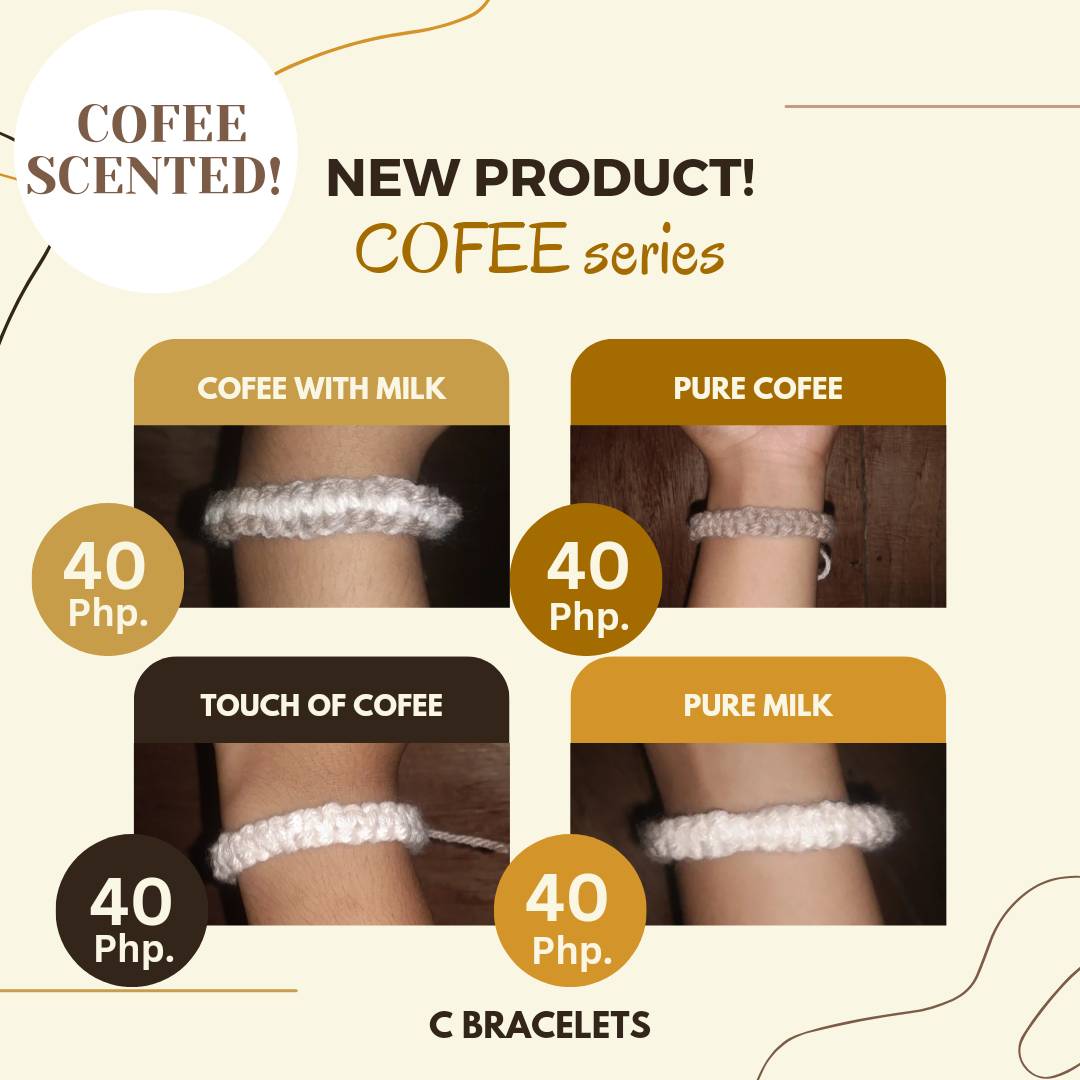 COFEE
SCENTED!
NEW PRODUCT!
COFEE series
COFEE WITH MILK
40
Php.
PURE COFEE
40
Php.
TOUCH OF COFEE
40
Php.
PURE MILK
40
Php.
C BRACELETS